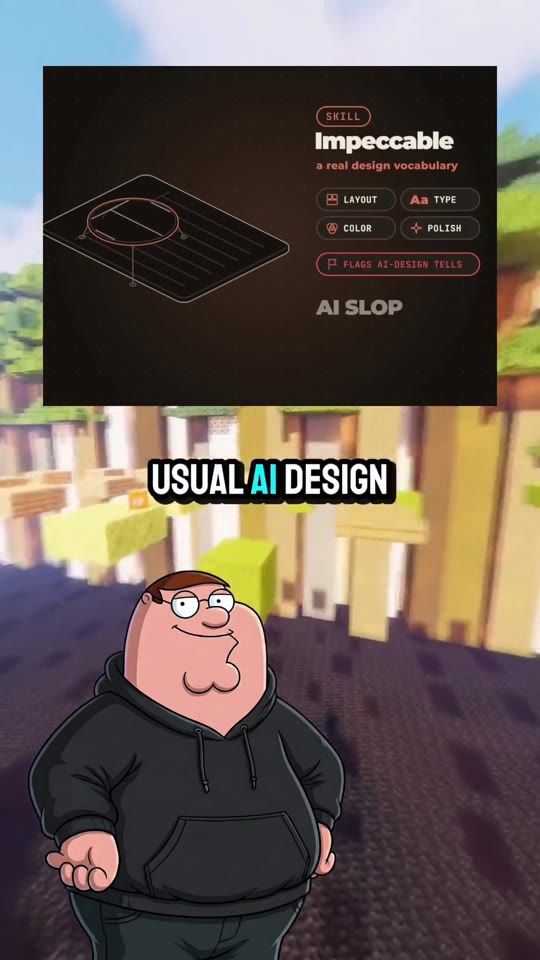 SKILL
Impeccable
a real design vocabulary
LAYOUT
Aa TYPE
COLOR
POLISH
FLAGS AI-DESIGN TELLS
AI SLOP
USUAL AI DESIGN